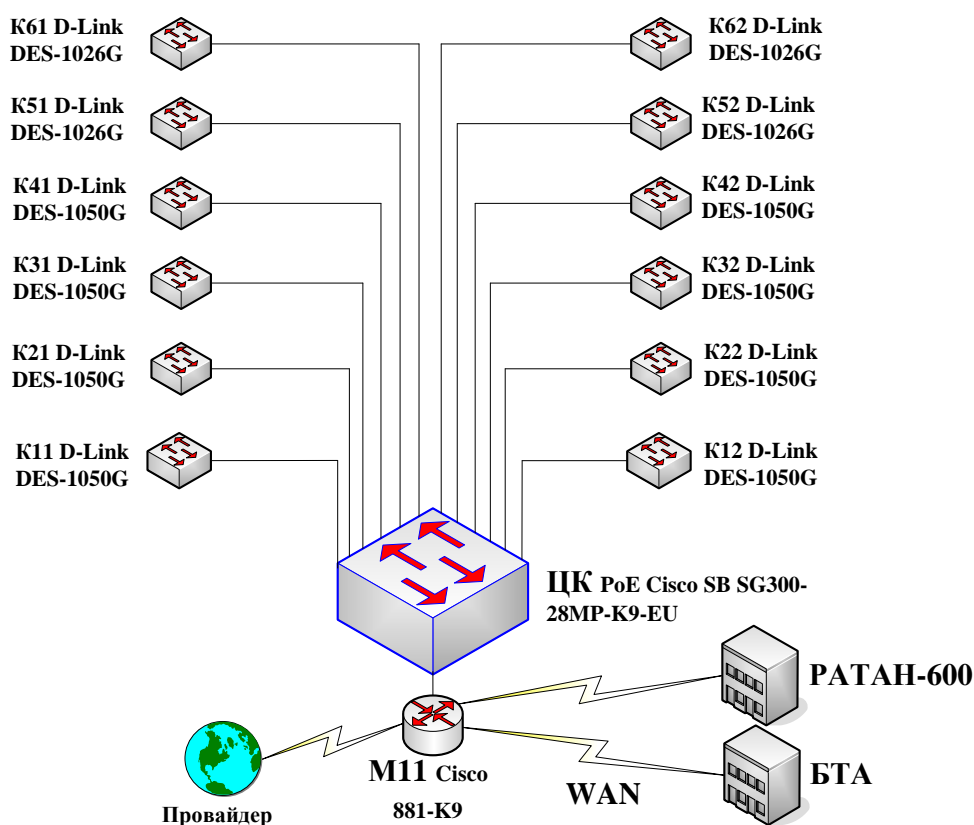 К61 D-Link
DES-1026G
К62 D-Link
DES-1026G
К51 D-Link
DES-1026G
К52 D-Link
DES-1026G
К41 D-Link
DES-1050G
К42 D-Link
DES-1050G
К31 D-Link
DES-1050G
К32 D-Link
DES-1050G
К21 D-Link
DES-1050G
К22 D-Link
DES-1050G
К11 D-Link
DES-1050G
К12 D-Link
DES-1050G
ЦК PoE Cisco SB SG300-
28MP-K9-EU
РАТАН-600
М11 Cisco
881-K9
WAN
БТА
Провайдер